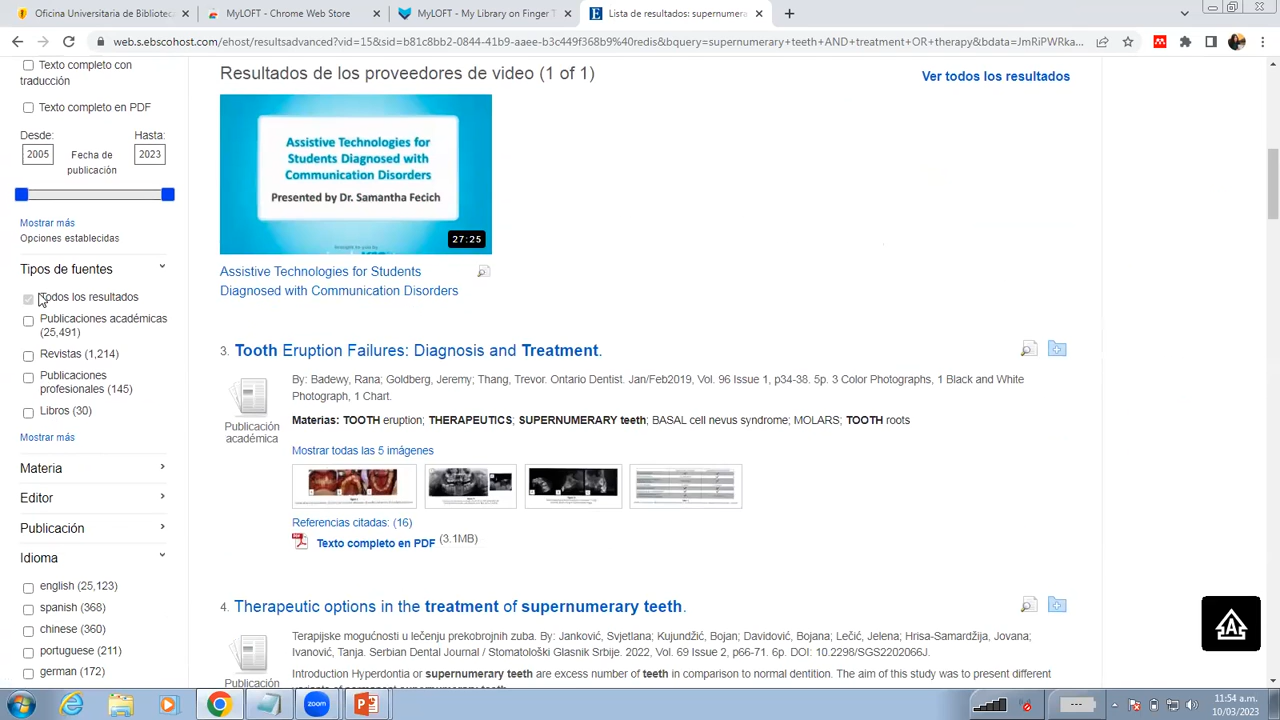 Oficina Universitaria de Bibliotec
MyLOFT - Chrome Web Store
MyLOFT - My Library on Finger T
Lista de resultados: supernumera
web.s.ebscohost.com/ehost/resultsadvanced?vid=15&sid=b81c8bb2-0844-41b9-aaee-b3c449f368b9%40redis&bquery=supernumerary+teeth+AND+treatment+OR+therapy&bdata=JmRiPWRka...
Texto completo con
traducción
Texto completo en PDF
Desde:
Hasta:
2005
Fecha de
publicación
2023
Mostrar más
Opciones establecidas
Tipos de fuentes
Todos los resultados
Publicaciones académicas
(25,491)
Revistas (1,214)
Publicaciones
profesionales (145)
Libros (30)
Mostrar más
Materia
Editor
Publicación
Idioma
english (25,123)
spanish (368)
chinese (360)
portuguese (211)
german (172)
Resultados de los proveedores de video (1 of 1)
Ver todos los resultados
Assistive Technologies for
Students Diagnosed with
Communication Disorders
Presented by Dr. Samantha Fecich
27:25
Assistive Technologies for Students
Diagnosed with Communication Disorders
3. Tooth Eruption Failures: Diagnosis and Treatment.
Publicación
académica
By: Badewy, Rana; Goldberg, Jeremy; Thang, Trevor. Ontario Dentist. Jan/Feb2019, Vol. 96 Issue 1, p34-38. 5p. 3 Color Photographs, 1 Black and White
Photograph, 1 Chart.
Materias: TOOTH eruption; THERAPEUTICS; SUPERNUMERARY teeth; BASAL cell nevus syndrome; MOLARS; TOOTH roots
Mostrar todas las 5 imágenes
Referencias citadas: (16)
Texto completo en PDF (3.1MB)
4. Therapeutic options in the treatment of supernumerary teeth.
Publicación
Terapijske mogućnosti u lečenju prekobrojnih zuba. By: Janković, Svjetlana; Kujundžić, Bojan; Davidović, Bojana; Lečić, Jelena; Hrisa-Samardžija, Jovana;
Ivanović, Tanja. Serbian Dental Journal / Stomatološki Glasnik Srbije. 2022, Vol. 69 Issue 2, p66-71. 6p. DOI: 10.2298/SGS2202066J.
Introduction Hyperdontia or supernumerary teeth are excess number of teeth in comparison to normal dentition. The aim of this study was to present different
A
zoom
11:54 a.m.
10/03/2023